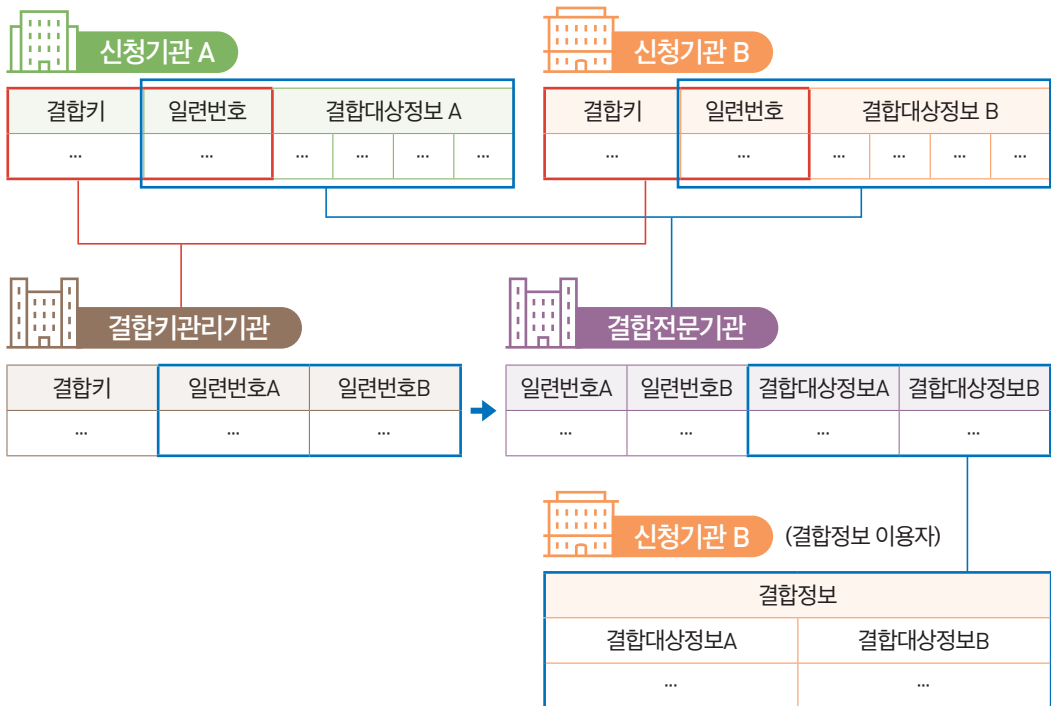 신청기관 A
신청기관 B
결합키 일련번호 결합대상정보 A
... ... ... ... ... ...
결합키 일련번호 결합대상정보 B
... ... ... ... ... ...
결합키관리기관
결합전문기관
결합키 일련번호A 일련번호B
... ... ...
일련번호A 일련번호B 결합대상정보A 결합대상정보B
... ... ... ...
신청기관 B (결합정보 이용자)
결합정보
결합대상정보A 결합대상정보B
... ...